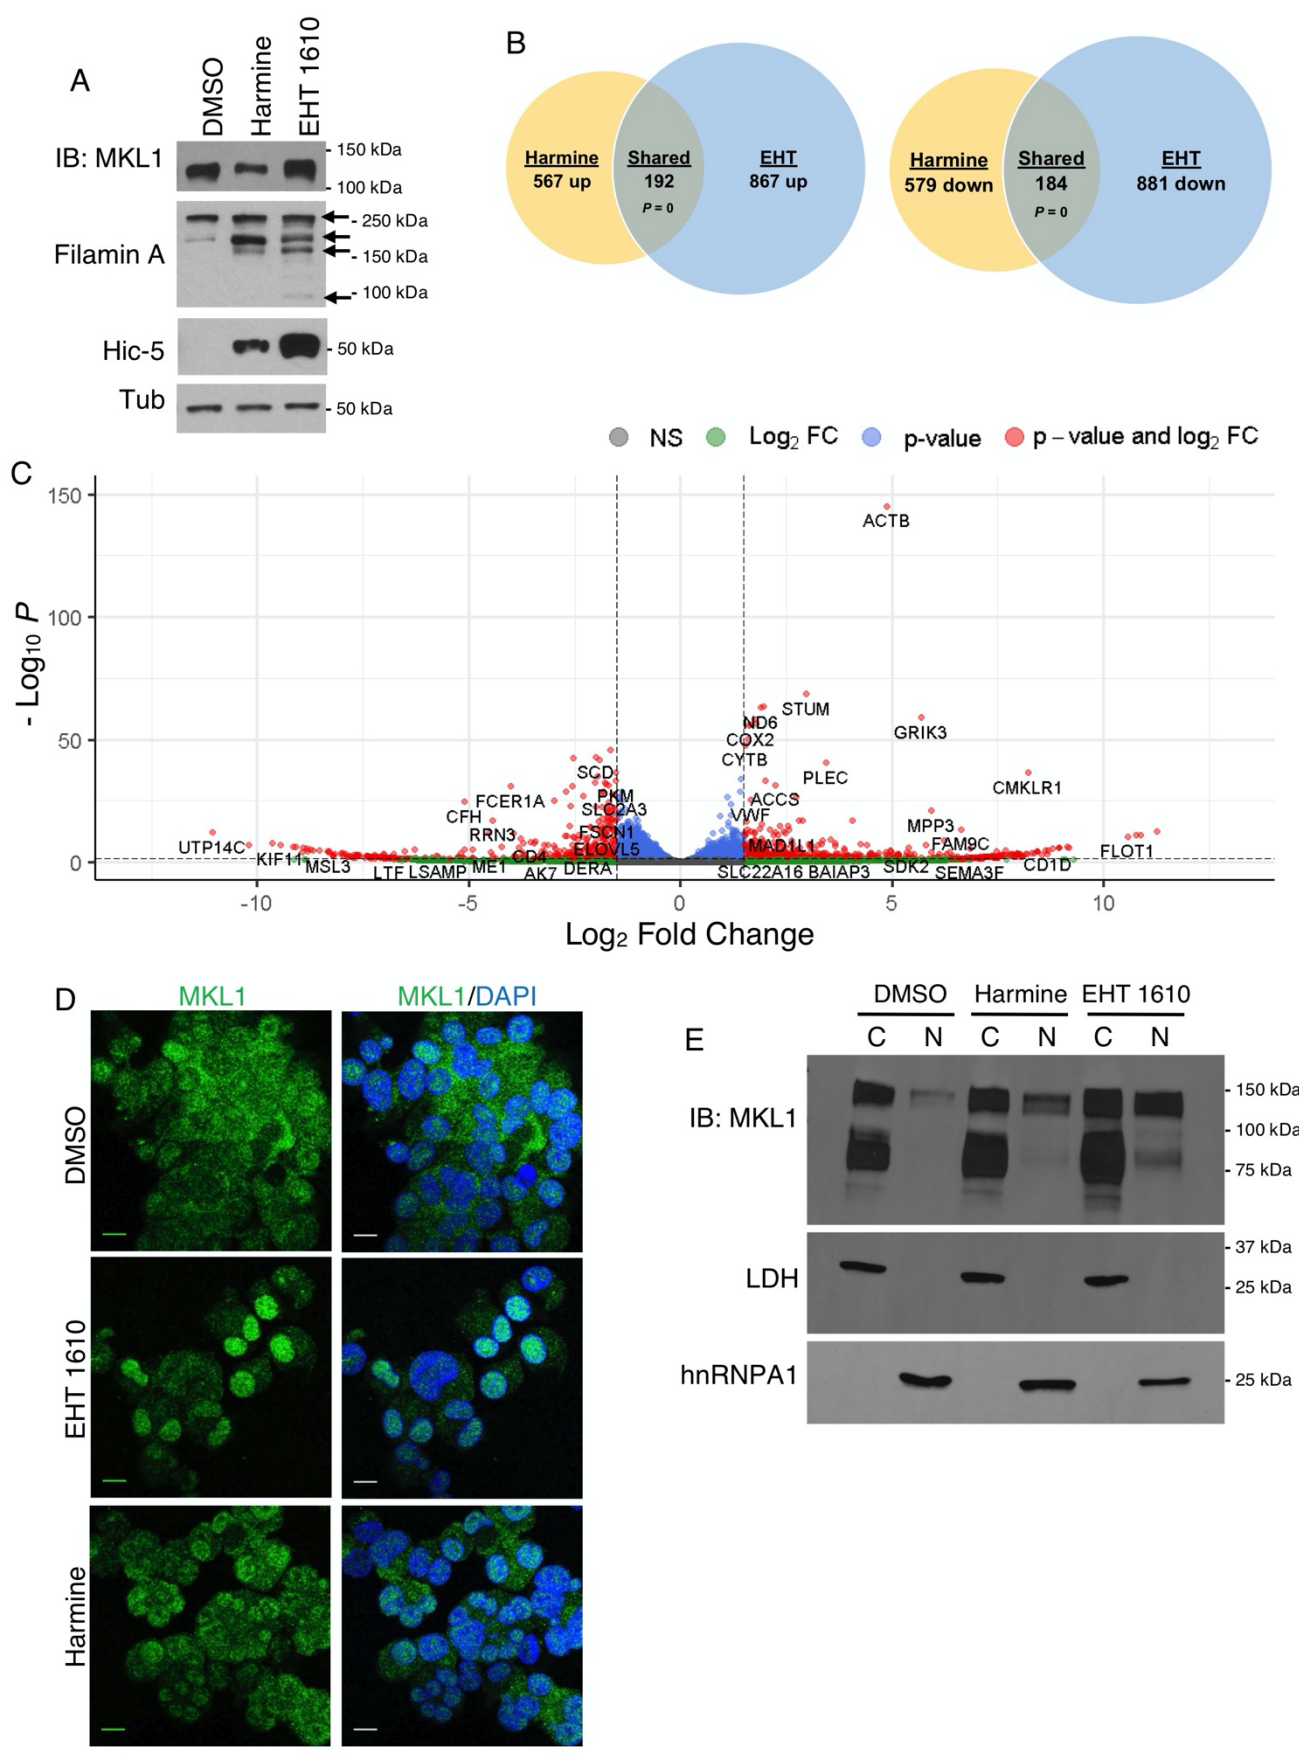 A
DMSO
Harmine
EHT 1610
IB: MKL1
- 150 kDa
- 100 kDa
Filamin A
- 250 kDa
- 150 kDa
- 100 kDa
Hic-5
- 50 kDa
Tub
- 50 kDa
B
Harmine
567 up
Shared
192
P = 0
EHT
867 up
Harmine
579 down
Shared
184
P = 0
EHT
881 down
NS
Log₂ FC
p-value
p – value and log₂ FC
C
- Log₁₀ P
150
100
50
0
ACTB
STUM
ND6
GRIK3
COX2
CYTB
SCD
PLEC
CMKLR1
FCER1A
PKM
ACCS
SLC2A3
CFH
VWF
MPP3
RRN3
FSCN1
UTP14C
ELOVL5
MAD1L1
FAM9C
FLOT1
KIF11
CD4
MSL3
LTF
LSAMP
ME1
AK7
DERA
SLC22A16
BAIAP3
SDK2
SEMA3F
CD1D
-10
-5
0
5
10
Log₂ Fold Change
D
MKL1
MKL1/DAPI
DMSO
EHT 1610
Harmine
E
DMSO
Harmine
EHT 1610
C
N
C
N
C
N
IB: MKL1
- 150 kDa
- 100 kDa
- 75 kDa
LDH
- 37 kDa
- 25 kDa
hnRNPA1
- 25 kDa